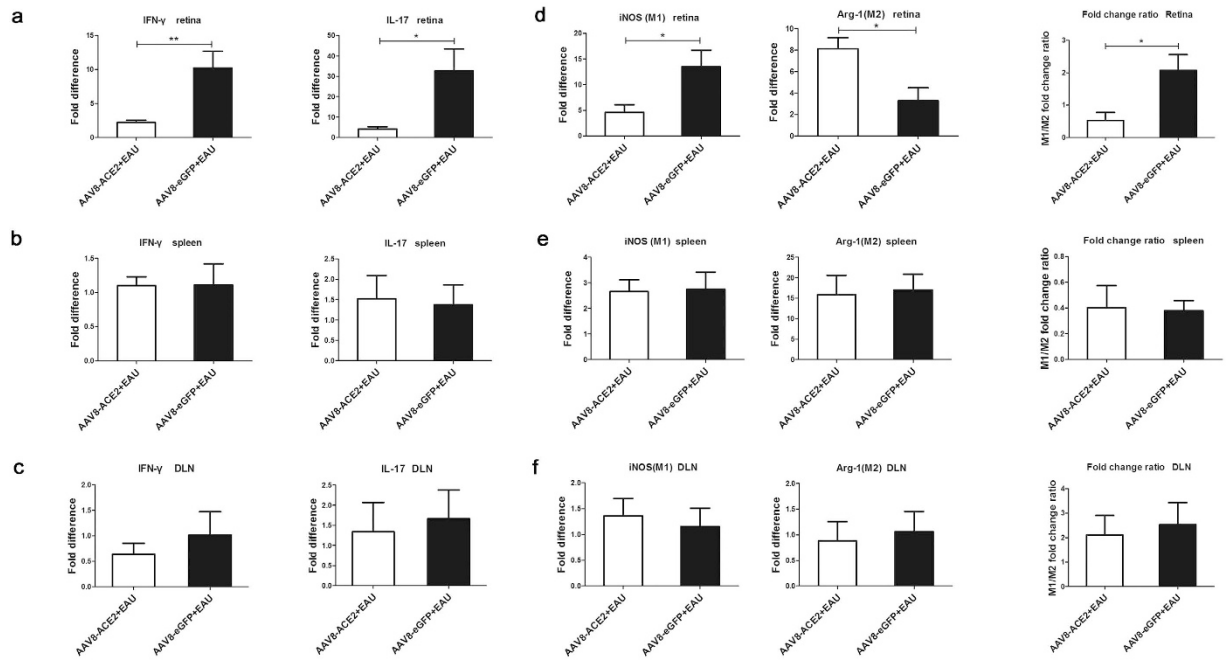 a
IFN-γ retina
**
Fold difference
15
10
5
0
AAV8-ACE2+EAU
AAV8-eGFP+EAU
IL-17 retina
*
Fold difference
50
40
30
20
10
0
AAV8-ACE2+EAU
AAV8-eGFP+EAU
d
iNOS (M1) retina
*
Fold difference
20
15
10
5
0
AAV8-ACE2+EAU
AAV8-eGFP+EAU
Arg-1(M2) retina
*
Fold difference
10
8
6
4
2
0
AAV8-ACE2+EAU
AAV8-eGFP+EAU
Fold change ratio Retina
*
M1/M2 fold change ratio
3
2
1
0
AAV8-ACE2+EAU
AAV8-eGFP+EAU
b
IFN-γ spleen
Fold difference
1.5
1.0
0.5
0.0
AAV8-ACE2+EAU
AAV8-eGFP+EAU
IL-17 spleen
Fold difference
2.5
2.0
1.5
1.0
0.5
0.0
AAV8-ACE2+EAU
AAV8-eGFP+EAU
e
iNOS (M1) spleen
Fold difference
4
3
2
1
0
AAV8-ACE2+EAU
AAV8-eGFP+EAU
Arg-1(M2) spleen
Fold difference
25
20
15
10
5
0
AAV8-ACE2+EAU
AAV8-eGFP+EAU
Fold change ratio spleen
M1/M2 fold change ratio
0.8
0.6
0.4
0.2
0.0
AAV8-ACE2+EAU
AAV8-eGFP+EAU
c
IFN-γ DLN
Fold difference
2.0
1.5
1.0
0.5
0.0
AAV8-ACE2+EAU
AAV8-eGFP+EAU
IL-17 DLN
Fold difference
2.5
2.0
1.5
1.0
0.5
0.0
AAV8-ACE2+EAU
AAV8-eGFP+EAU
f
iNOS(M1) DLN
Fold difference
2.0
1.5
1.0
0.5
0.0
AAV8-ACE2+EAU
AAV8-eGFP+EAU
Arg-1(M2) DLN
Fold difference
2.0
1.5
1.0
0.5
0.0
AAV8-ACE2+EAU
AAV8-eGFP+EAU
Fold change ratio DLN
M1/M2 fold change ratio
4
3
2
1
0
AAV8-ACE2+EAU
AAV8-eGFP+EAU